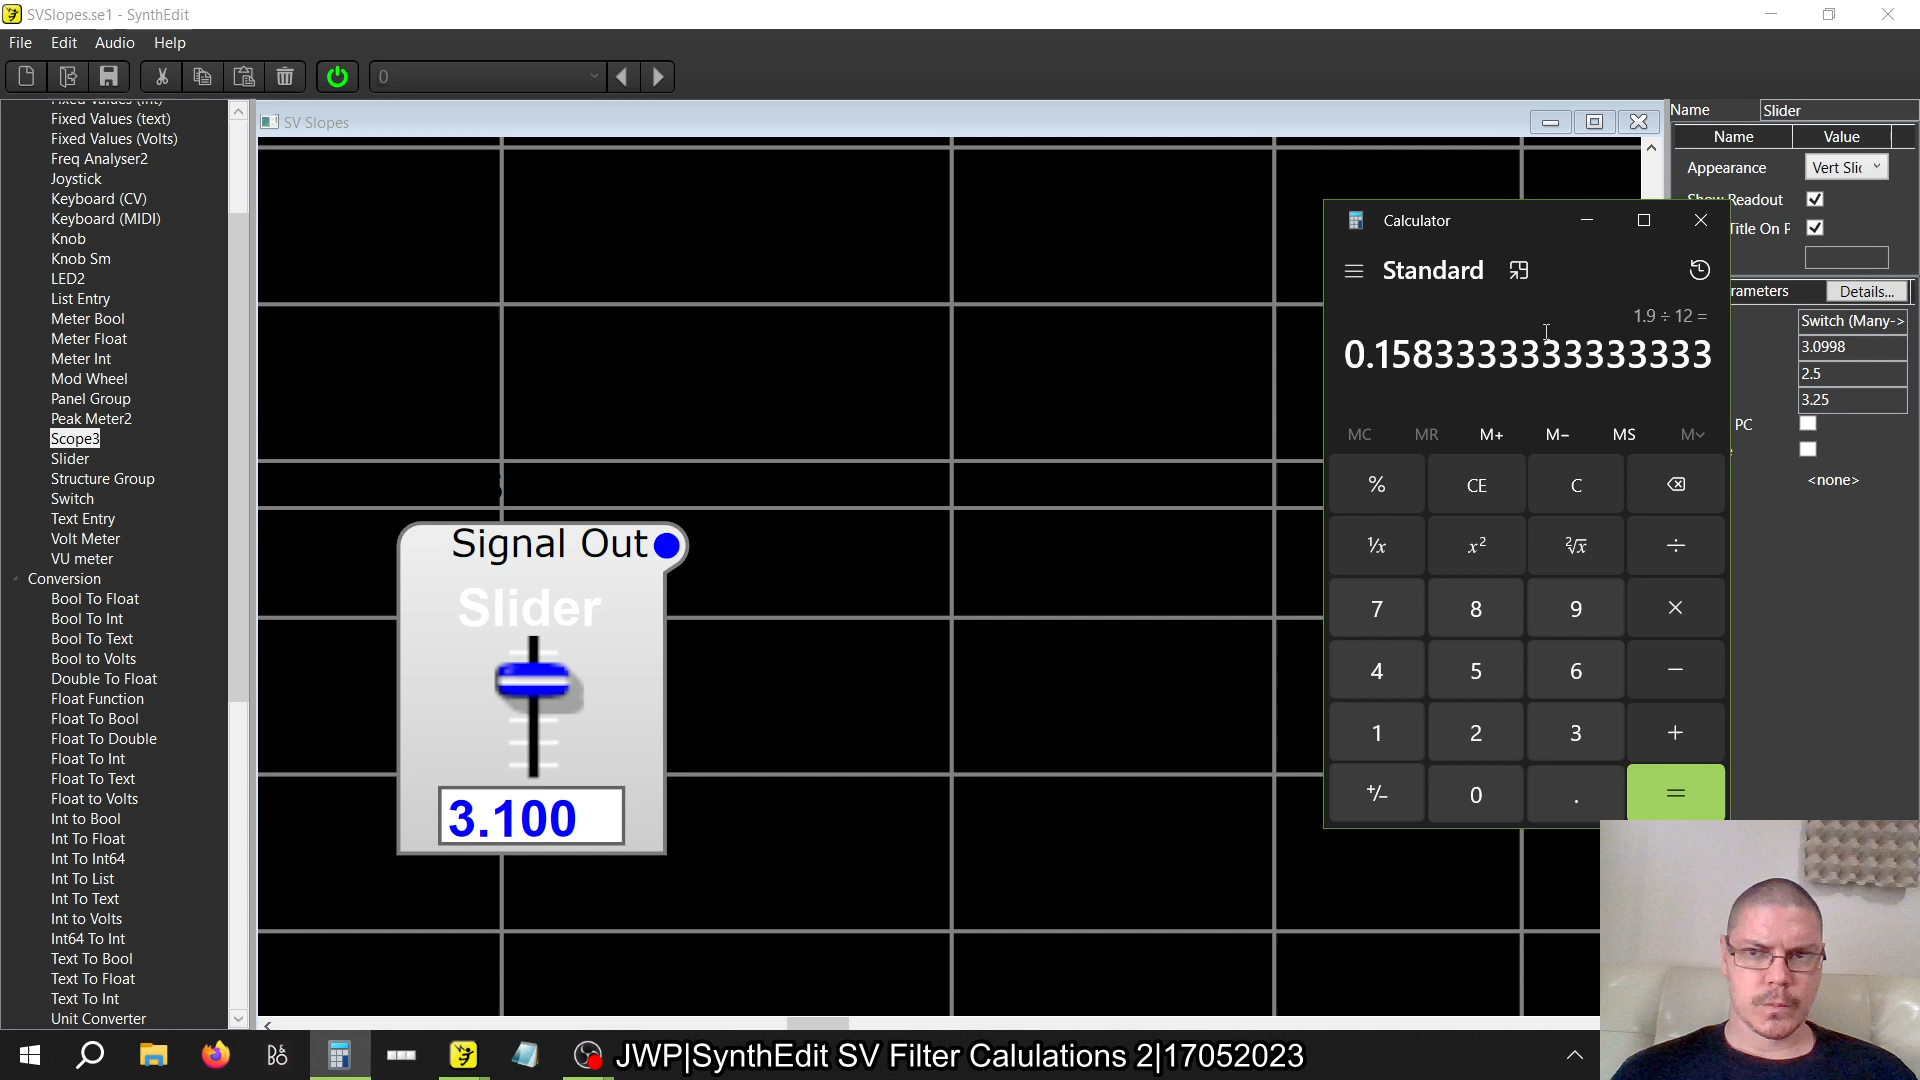 SVSlopes.se1 - SynthEdit
File Edit Audio Help
0
Fixed Values (Int)
Fixed Values (text)
Fixed Values (Volts)
Freq Analyser2
Joystick
Keyboard (CV)
Keyboard (MIDI)
Knob
Knob Sm
LED2
List Entry
Meter Bool
Meter Float
Meter Int
Mod Wheel
Panel Group
Peak Meter2
Scope3
Slider
Structure Group
Switch
Text Entry
Volt Meter
VU meter
Conversion
Bool To Float
Bool To Int
Bool To Text
Bool to Volts
Double To Float
Float Function
Float To Bool
Float To Double
Float To Int
Float To Text
Float to Volts
Int to Bool
Int To Float
Int To Int64
Int To List
Int To Text
Int to Volts
Int64 To Int
Text To Bool
Text To Float
Text To Int
Unit Converter
SV Slopes
Signal Out
Slider
3.100
Calculator
Standard
1.9 ÷ 12 =
0.1583333333333333
MC MR M+ M− MS M
% CE C
⅟x x² ²√x ÷
7 8 9 ×
4 5 6 −
1 2 3 +
+/− 0 . =
Name Slider
Name Value
Appearance Vert Slic
Show Readout
Title On P
rameters Details...
Switch (Many->
3.0998
2.5
3.25
PC
<none>
JWP|SynthEdit SV Filter Calulations 2|17052023